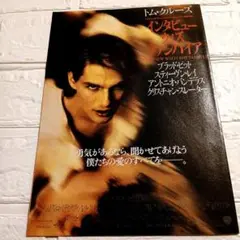 トム・クルーズ
インタビュー
ウィズ
ヴァンパイア
ブラッド・ピット
スティーヴン・レイ
アントニオ・バンデラス
クリスチャン・スレーター
勇気があるなら、聞かせてあげよう
僕たちの愛のすべてを——。